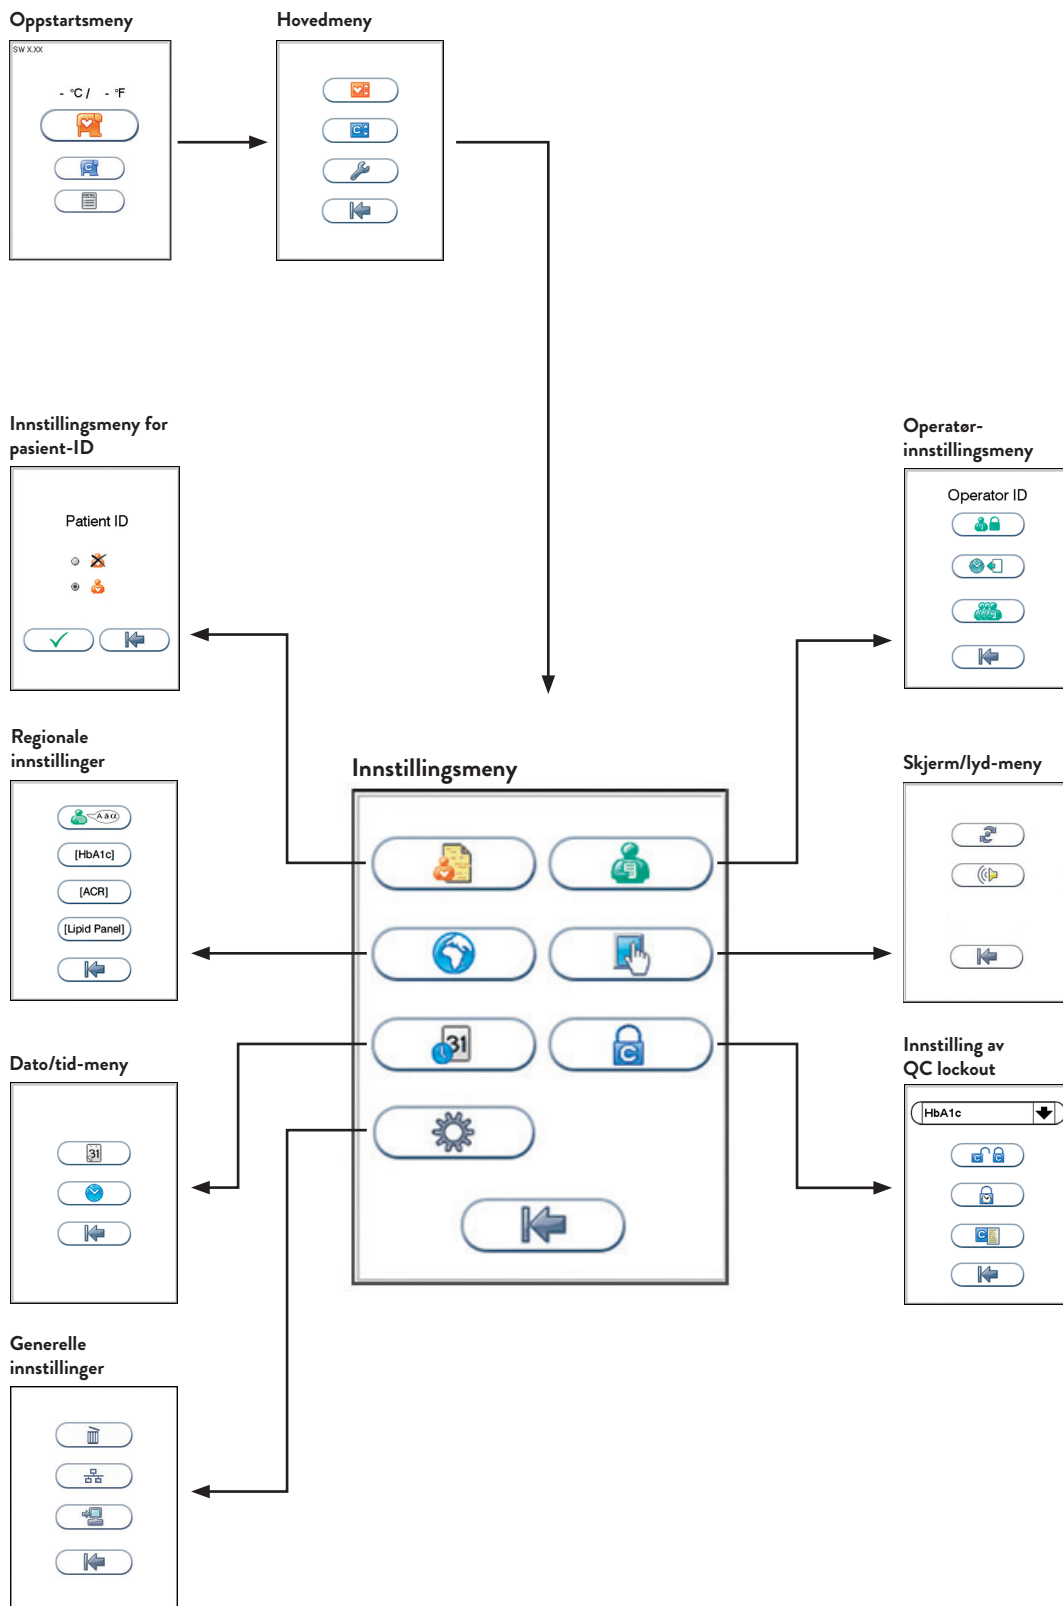 Oppstartsmeny
SW X.XX
- °C / - °F
Hovedmeny
Innstillingsmeny for
pasient-ID
Patient ID
Operatør-
innstillingsmeny
Operator ID
Regionale
innstillinger
A ä α
[HbA1c]
[ACR]
[Lipid Panel]
Innstillingsmeny
31
C
Skjerm/lyd-meny
Dato/tid-meny
31
Innstilling av
QC lockout
HbA1c
C C
C
Generelle
innstillinger